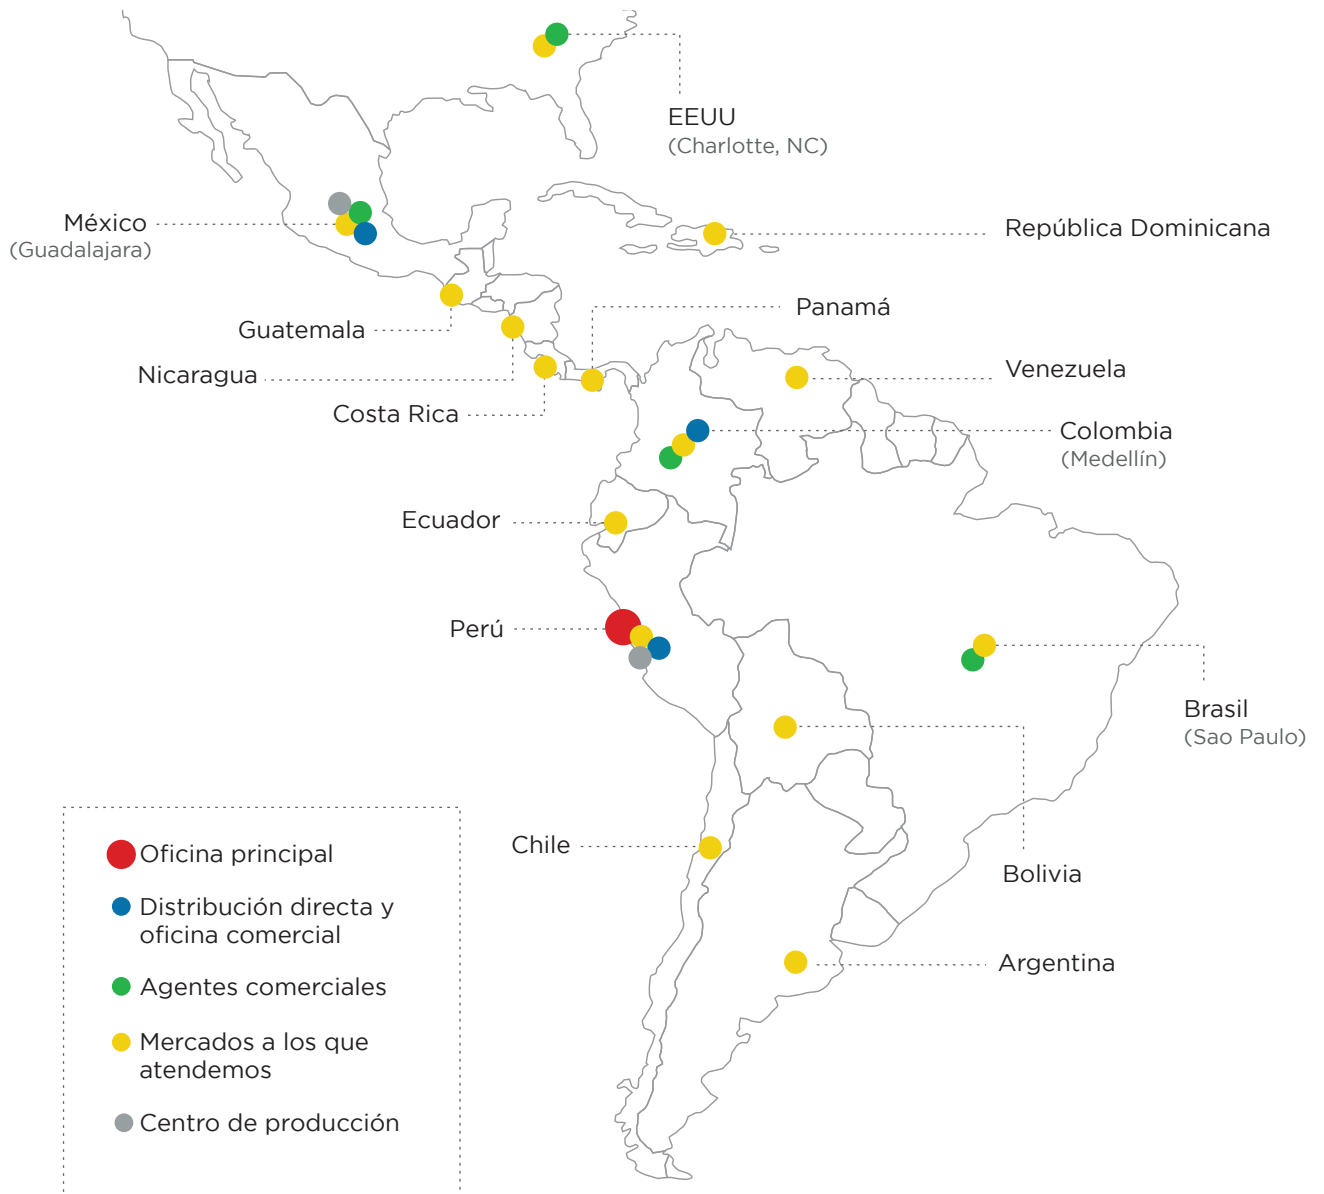 EEUU
(Charlotte, NC)
México
(Guadalajara)
República Dominicana
Panamá
Guatemala
Nicaragua
Venezuela
Costa Rica
Colombia
(Medellín)
Ecuador
Perú
Brasil
(Sao Paulo)
Chile
Bolivia
Argentina
Oficina principal
Distribución directa y
oficina comercial
Agentes comerciales
Mercados a los que
atendemos
Centro de producción